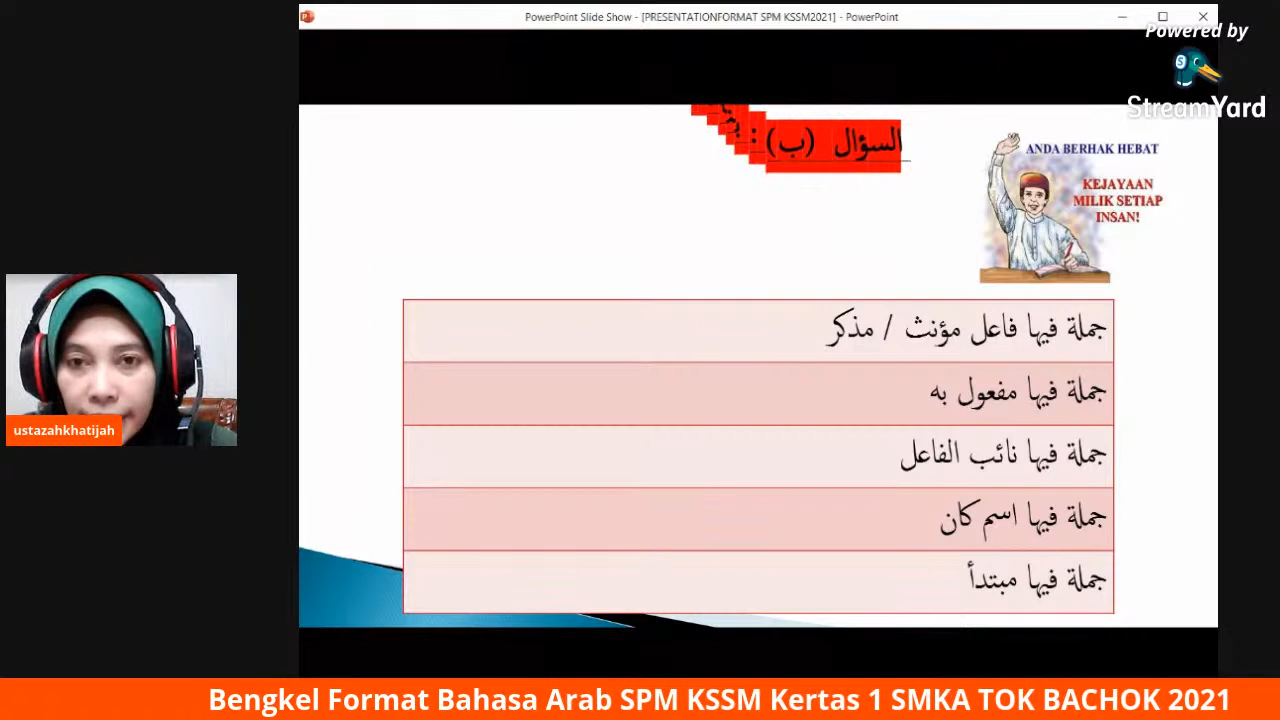 PowerPoint Slide Show - [PRESENTATIONFORMAT SPM KSSM2021] - PowerPoint
Powered by
StreamYard
السؤال (ب) :
ANDA BERHAK HEBAT
KEJAYAAN
MILIK SETIAP
INSAN!
جملة فيها فاعل مؤنث / مذكر
جملة فيها مفعول به
جملة فيها نائب الفاعل
جملة فيها اسم كان
جملة فيها مبتدأ
ustazahkhatijah
Bengkel Format Bahasa Arab SPM KSSM Kertas 1 SMKA TOK BACHOK 2021